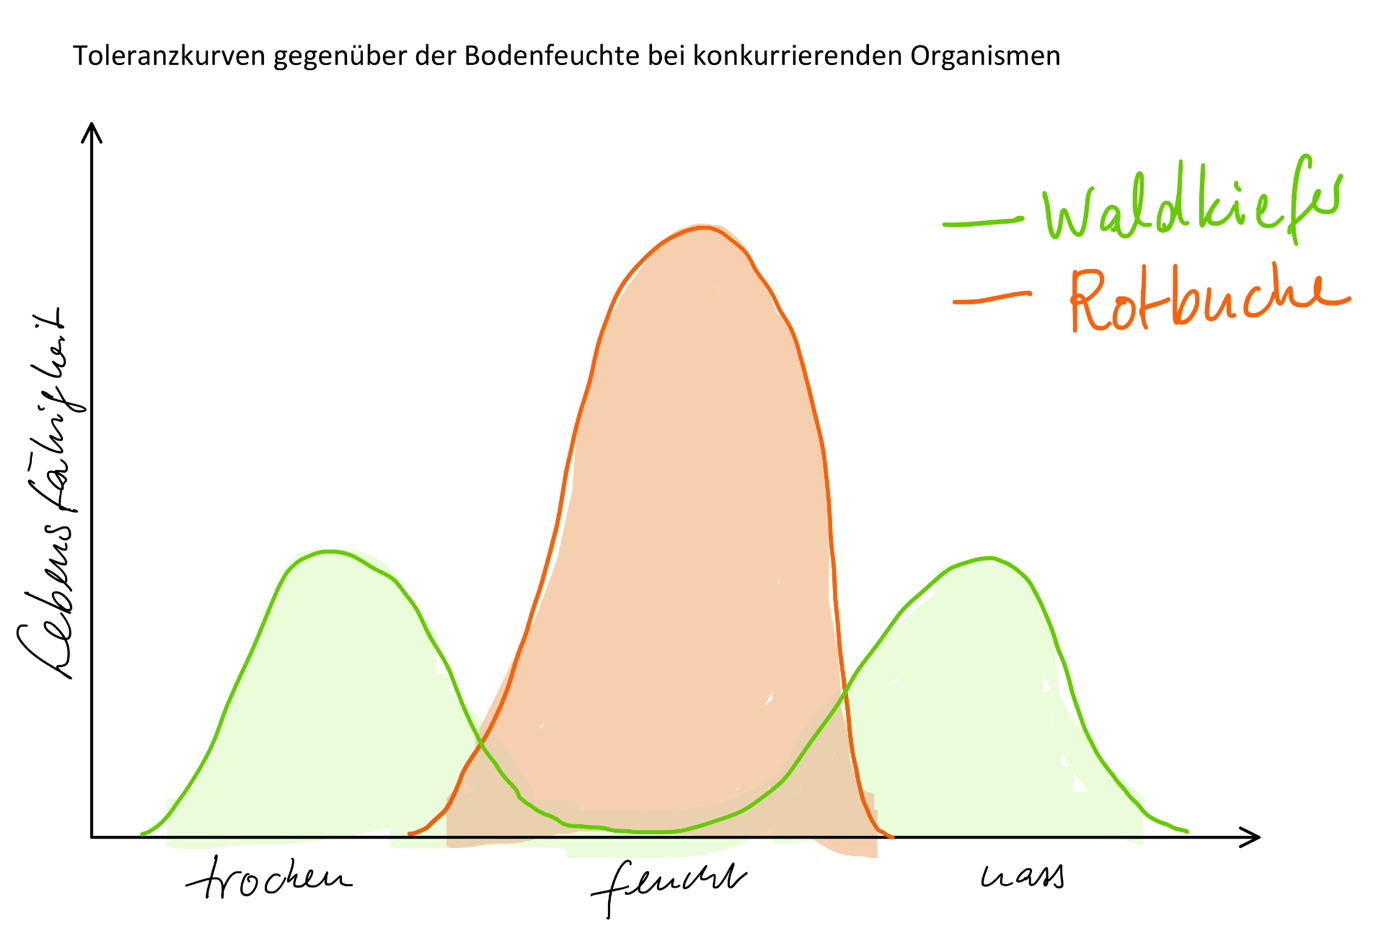 Toleranzkurven gegenüber der Bodenfeuchte bei konkurrierenden Organismen
Waldkiefer
Rotbuche
Lebensfähigkeit
trocken
feucht
nass